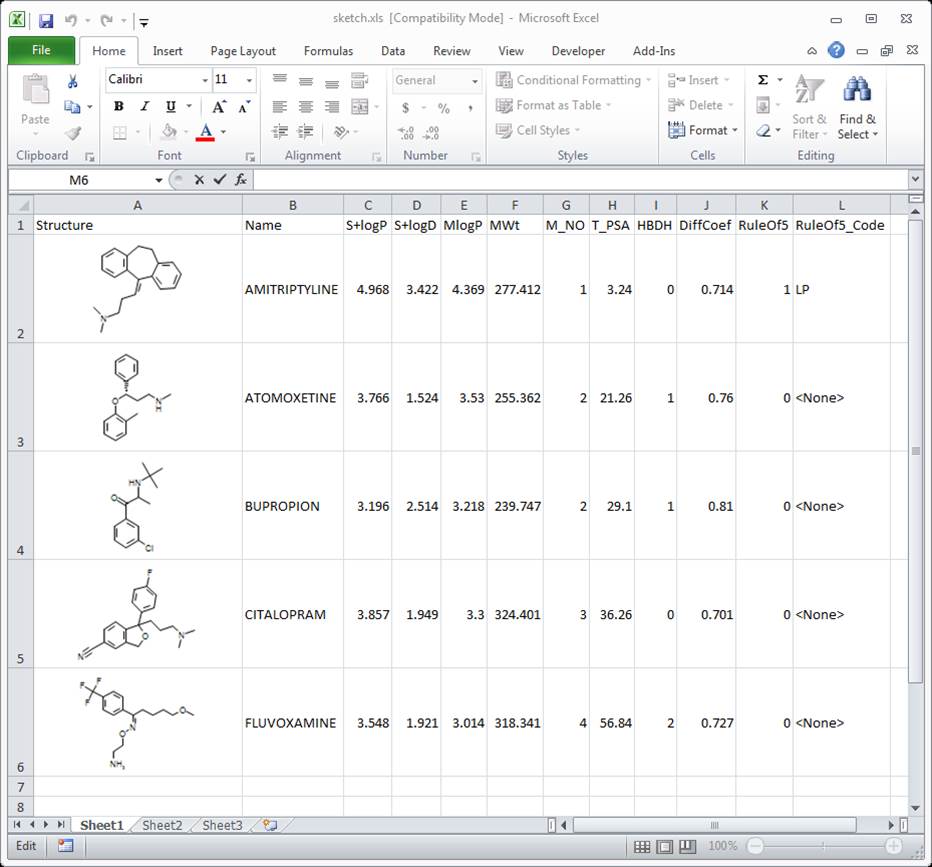 sketch.xls [Compatibility Mode] - Microsoft Excel
File Home Insert Page Layout Formulas Data Review View Developer Add-Ins
Calibri 11 General Conditional Formatting Insert Σ
Paste B I U A A $ % , Format as Table Delete Sort & Filter Find & Select
A Cell Styles Format
Clipboard Font Alignment Number Styles Cells Editing
M6 fx
A B C D E F G H I J K L
1 Structure Name S+logP S+logD MlogP MWt M_NO T_PSA HBDH DiffCoef RuleOf5 RuleOf5_Code
N
2 AMITRIPTYLINE 4.968 3.422 4.369 277.412 1 3.24 0 0.714 1 LP
O N H
3 ATOMOXETINE 3.766 1.524 3.53 255.362 2 21.26 1 0.76 0 <None>
HN O Cl
4 BUPROPION 3.196 2.514 3.218 239.747 2 29.1 1 0.81 0 <None>
F O N N
5 CITALOPRAM 3.857 1.949 3.3 324.401 3 36.26 0 0.701 0 <None>
F F F O N O NH₂
6 FLUVOXAMINE 3.548 1.921 3.014 318.341 4 56.84 2 0.727 0 <None>
7
8
Sheet1 Sheet2 Sheet3
Edit 100%